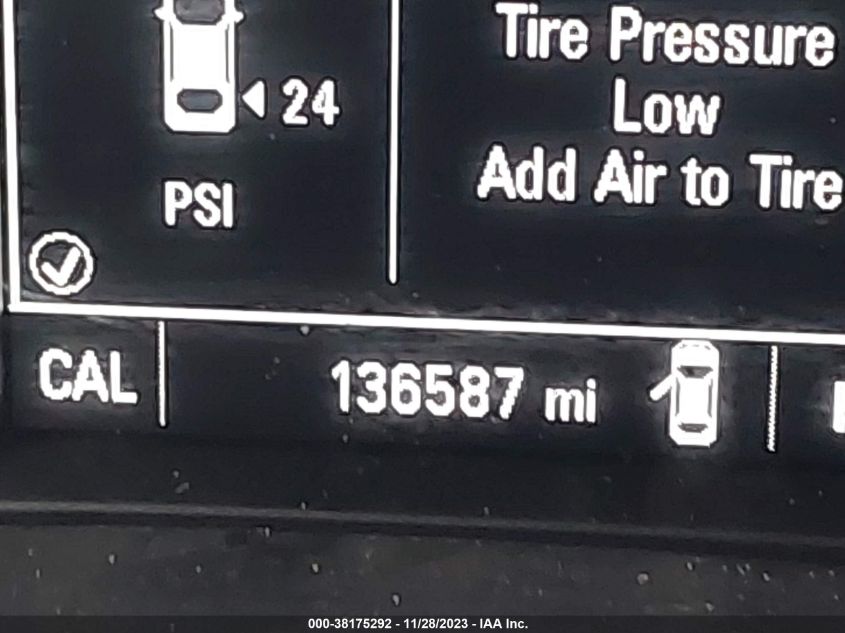 Tire Pressure
Low
24
Add Air to Tire
PSI
CAL
136587 mi
000-38175292 - 11/28/2023 - IAA Inc.